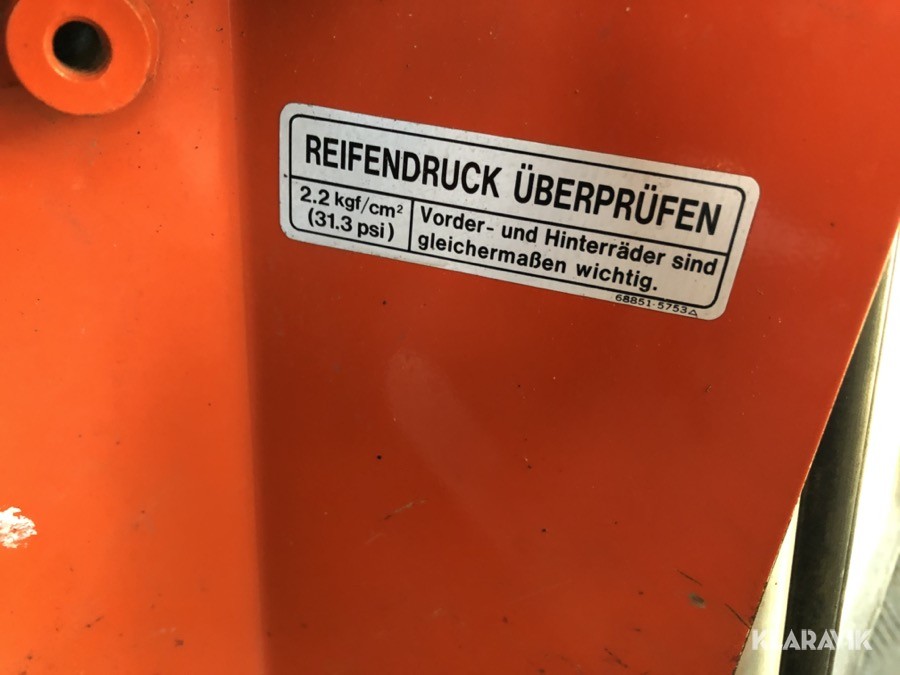 REIFENDRUCK ÜBERPRÜFEN
2.2 kgf/cm²
(31.3 psi)
Vorder- und Hinterräder sind
gleichermaßen wichtig.
68851-5753△
KLARAVIK